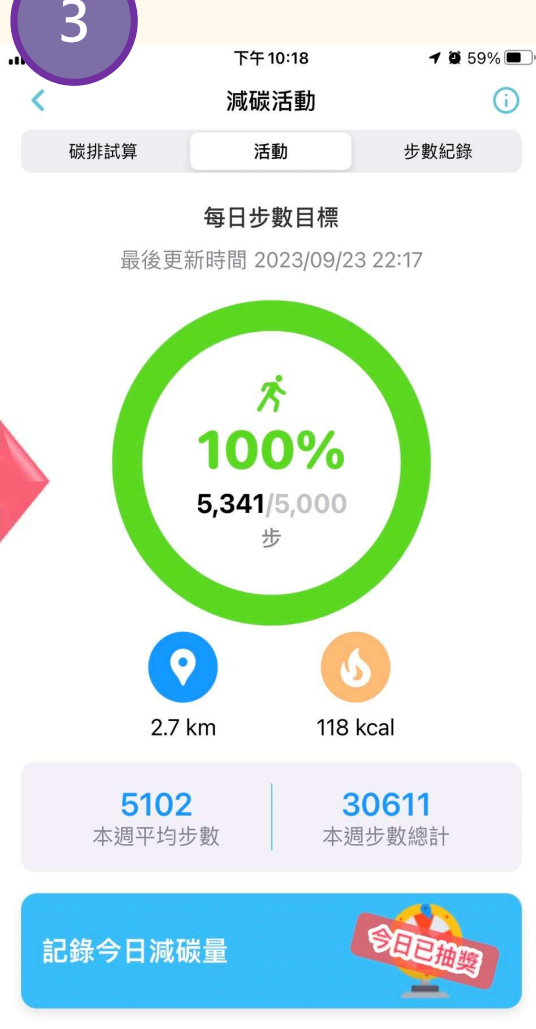 3
下午10:18
59%
減碳活動
碳排試算
活動
步數紀錄
每日步數目標
最後更新時間 2023/09/23 22:17
100%
5,341/5,000
步
2.7 km
118 kcal
5102
本週平均步數
30611
本週步數總計
記錄今日減碳量
今日已抽獎